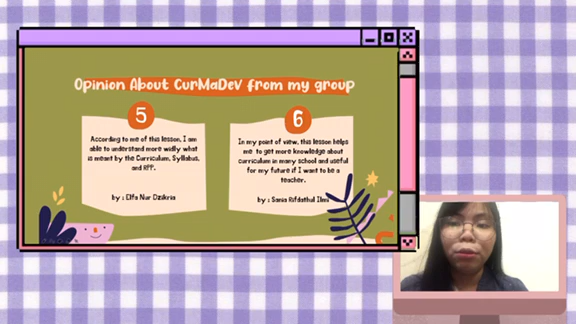 Opinion About CurMaDeV from my group
5
According to me of this lesson, I am
able to understand more widly what
is meant by the Curriculum, Syllabus,
and RPP.
by : Elfa Nur Dzikria
6
In my point of view, this lesson helps
me to get more knowledge about
curriculum in many school and useful
for my future if I want to be a
teacher.
by : Sania Rifdathul Ilmi